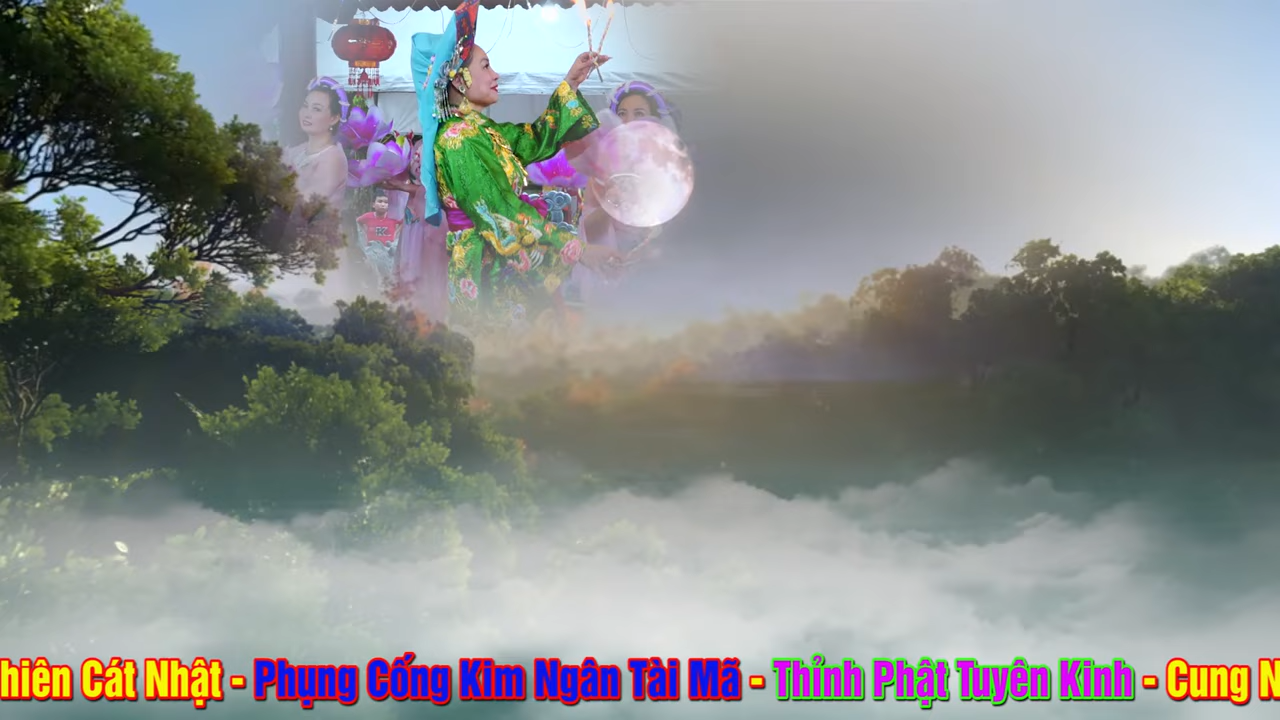 hiên Cát Nhật - Phụng Cống Kim Ngân Tài Mã - Thỉnh Phật Tuyên Kinh - Cung N